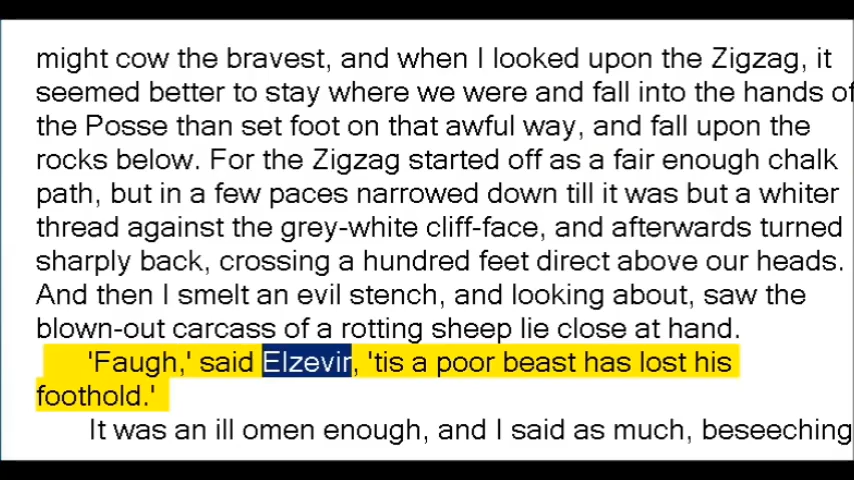 might cow the bravest, and when I looked upon the Zigzag, it
seemed better to stay where we were and fall into the hands of
the Posse than set foot on that awful way, and fall upon the
rocks below. For the Zigzag started off as a fair enough chalk
path, but in a few paces narrowed down till it was but a whiter
thread against the grey-white cliff-face, and afterwards turned
sharply back, crossing a hundred feet direct above our heads.
And then I smelt an evil stench, and looking about, saw the
blown-out carcass of a rotting sheep lie close at hand.
'Faugh,' said Elzevir, 'tis a poor beast has lost his
foothold.'
It was an ill omen enough, and I said as much, beseeching